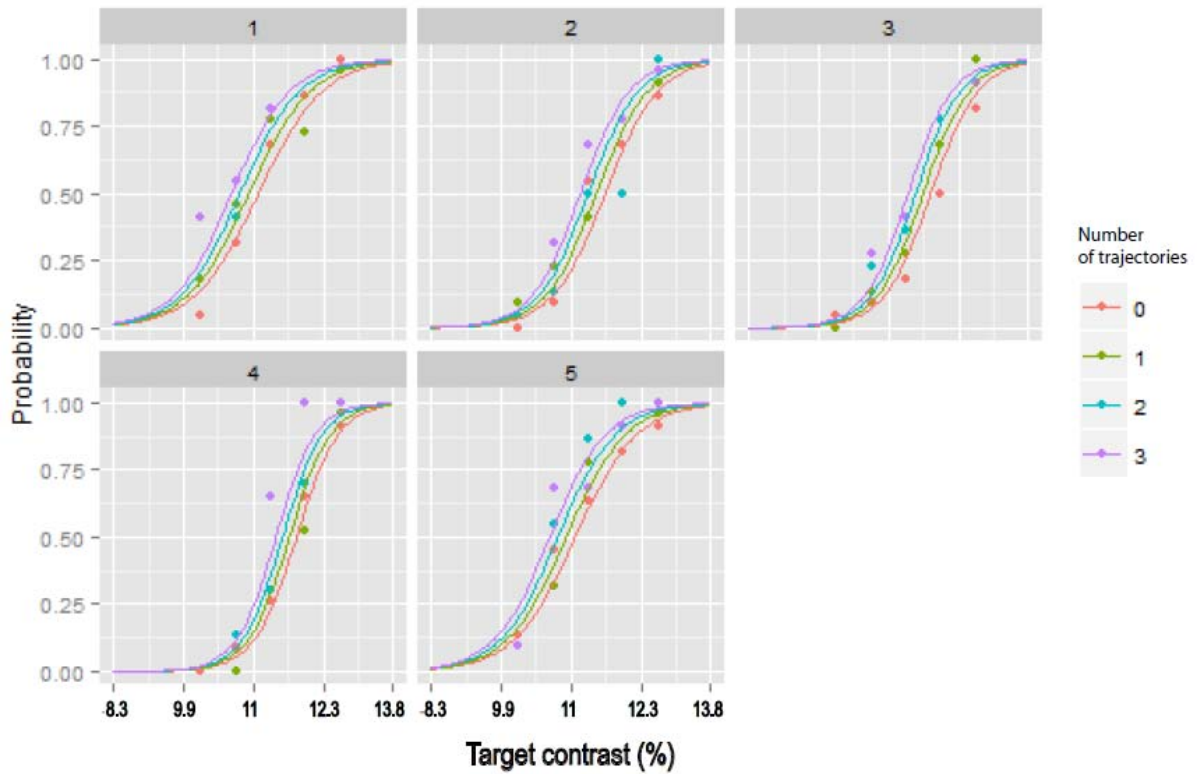 1 2 3
1.00
0.75
0.50
0.25
0.00
Number
of trajectories
0
1
2
3
Probability
4 5
1.00
0.75
0.50
0.25
0.00
8.3 9.9 11 12.3 13.8 8.3 9.9 11 12.3 13.8
Target contrast (%)